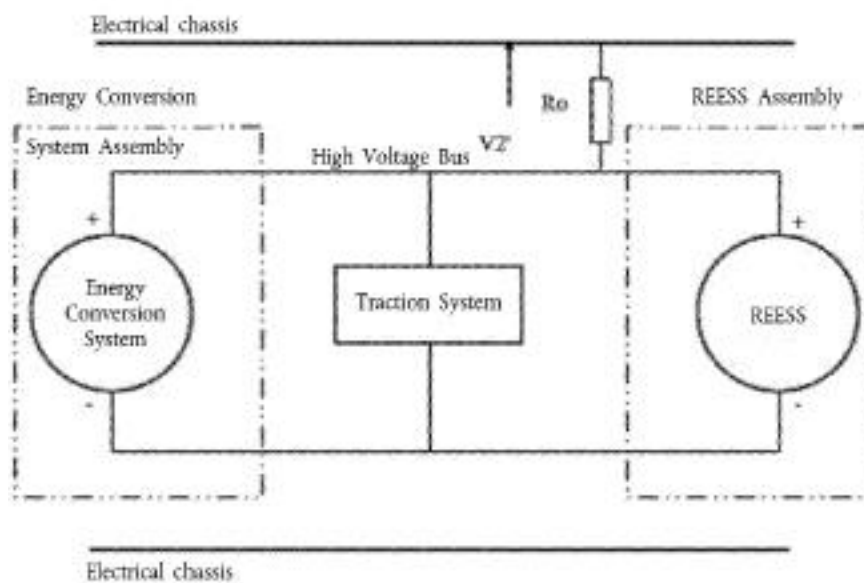 Electrical chassis
Energy Conversion
System Assembly
Ro
REESS Assembly
High Voltage Bus
V2'
+
+
Energy
Conversion
System
Traction System
REESS
-
-
Electrical chassis